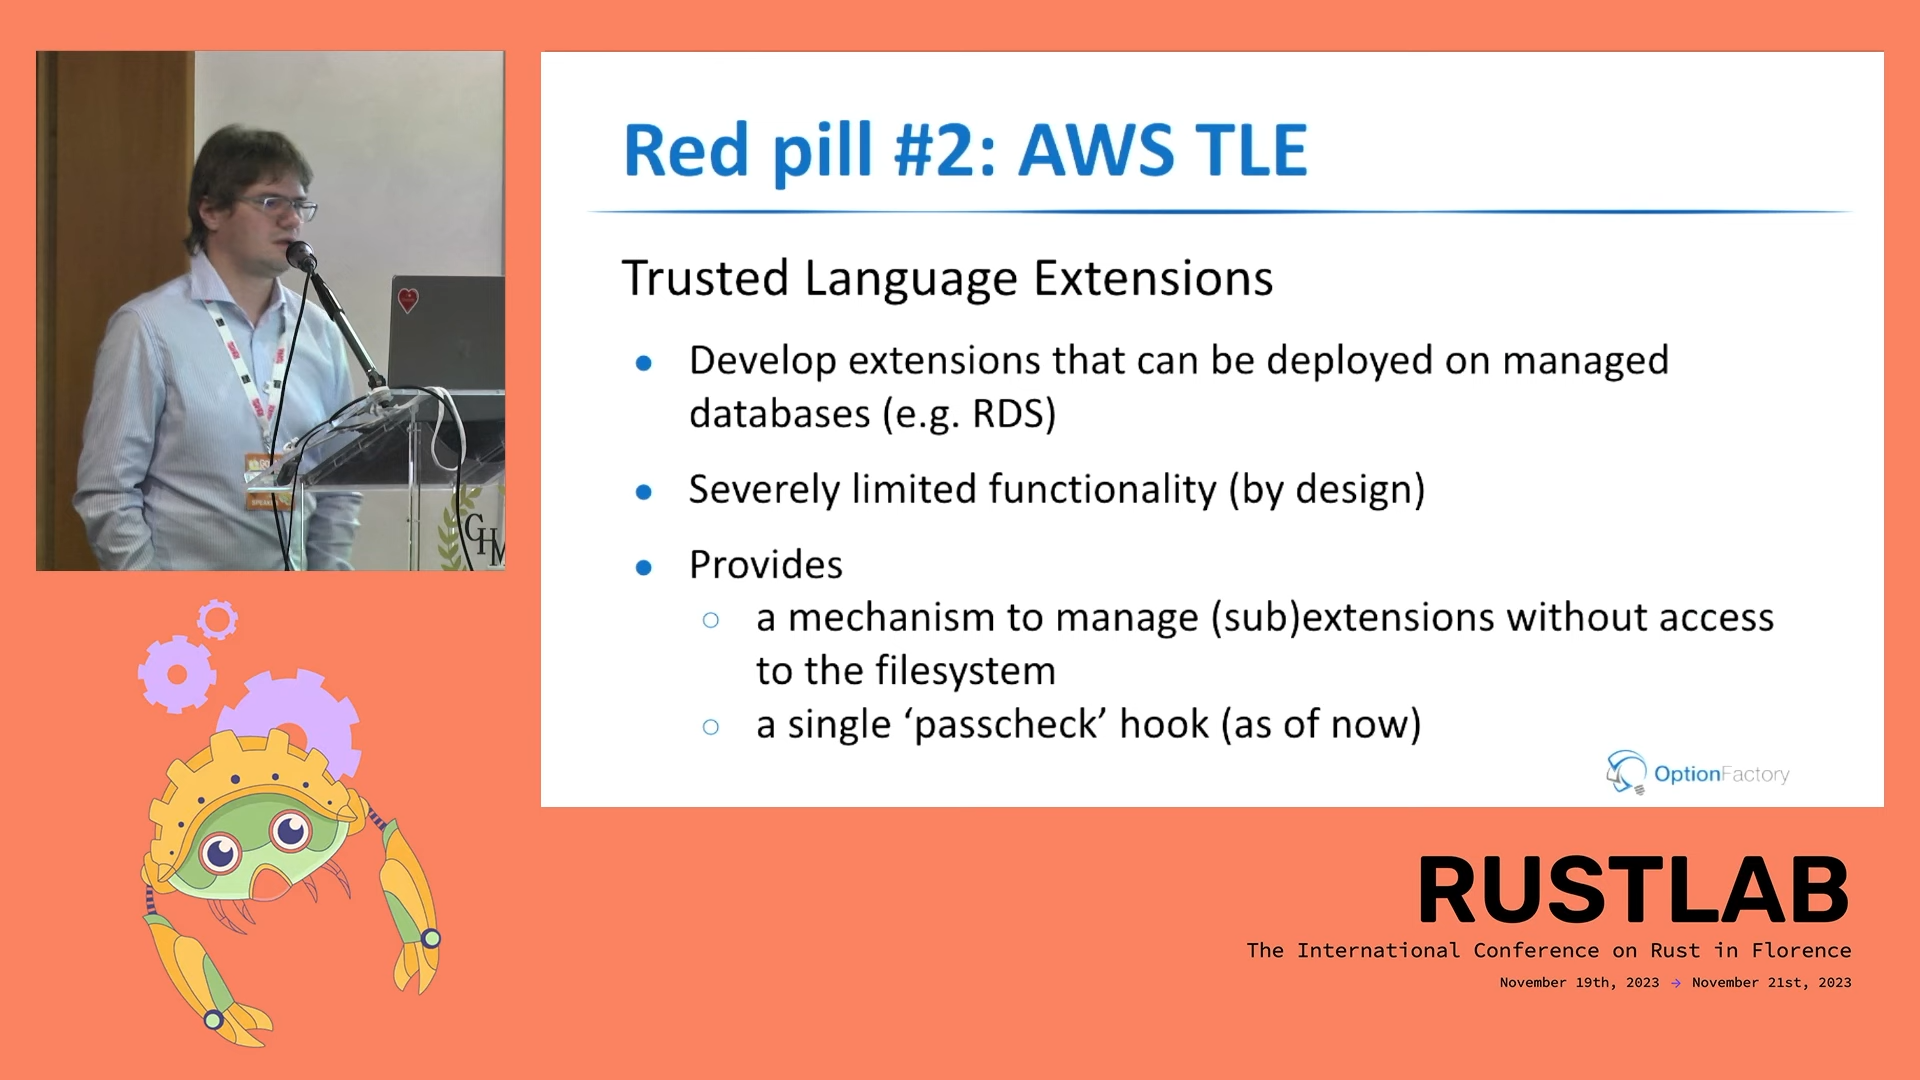 Red pill #2: AWS TLE
Trusted Language Extensions
Develop extensions that can be deployed on managed
databases (e.g. RDS)
Severely limited functionality (by design)
Provides
a mechanism to manage (sub)extensions without access
to the filesystem
a single ‘passcheck’ hook (as of now)
OptionFactory
RUSTLAB
The International Conference on Rust in Florence
November 19th, 2023 → November 21st, 2023